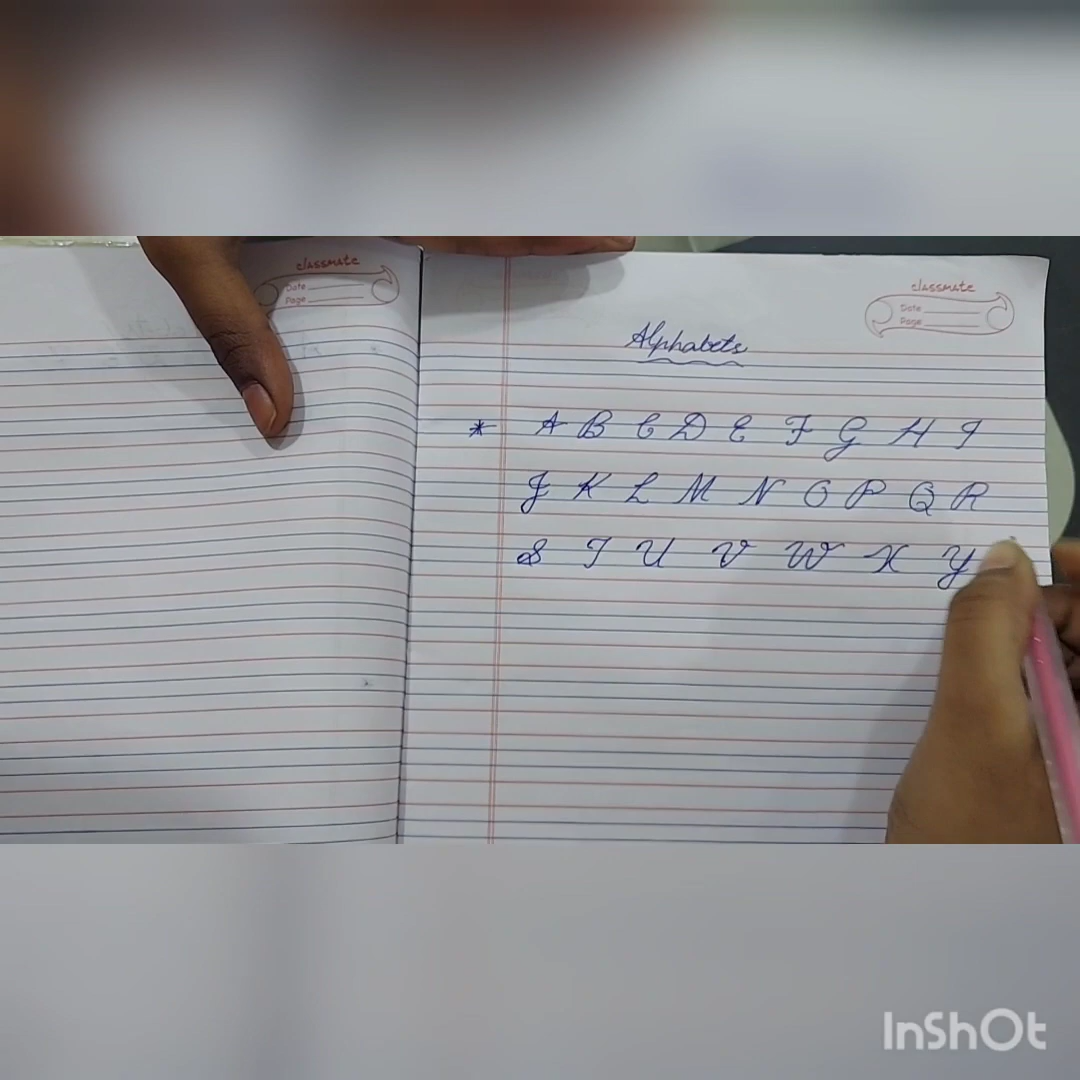 classmate
Date
Page
classmate
Date
Page
Alphabets
* A B C D E F G H I
J K L M N O P Q R
S T U V W X Y
InShOt